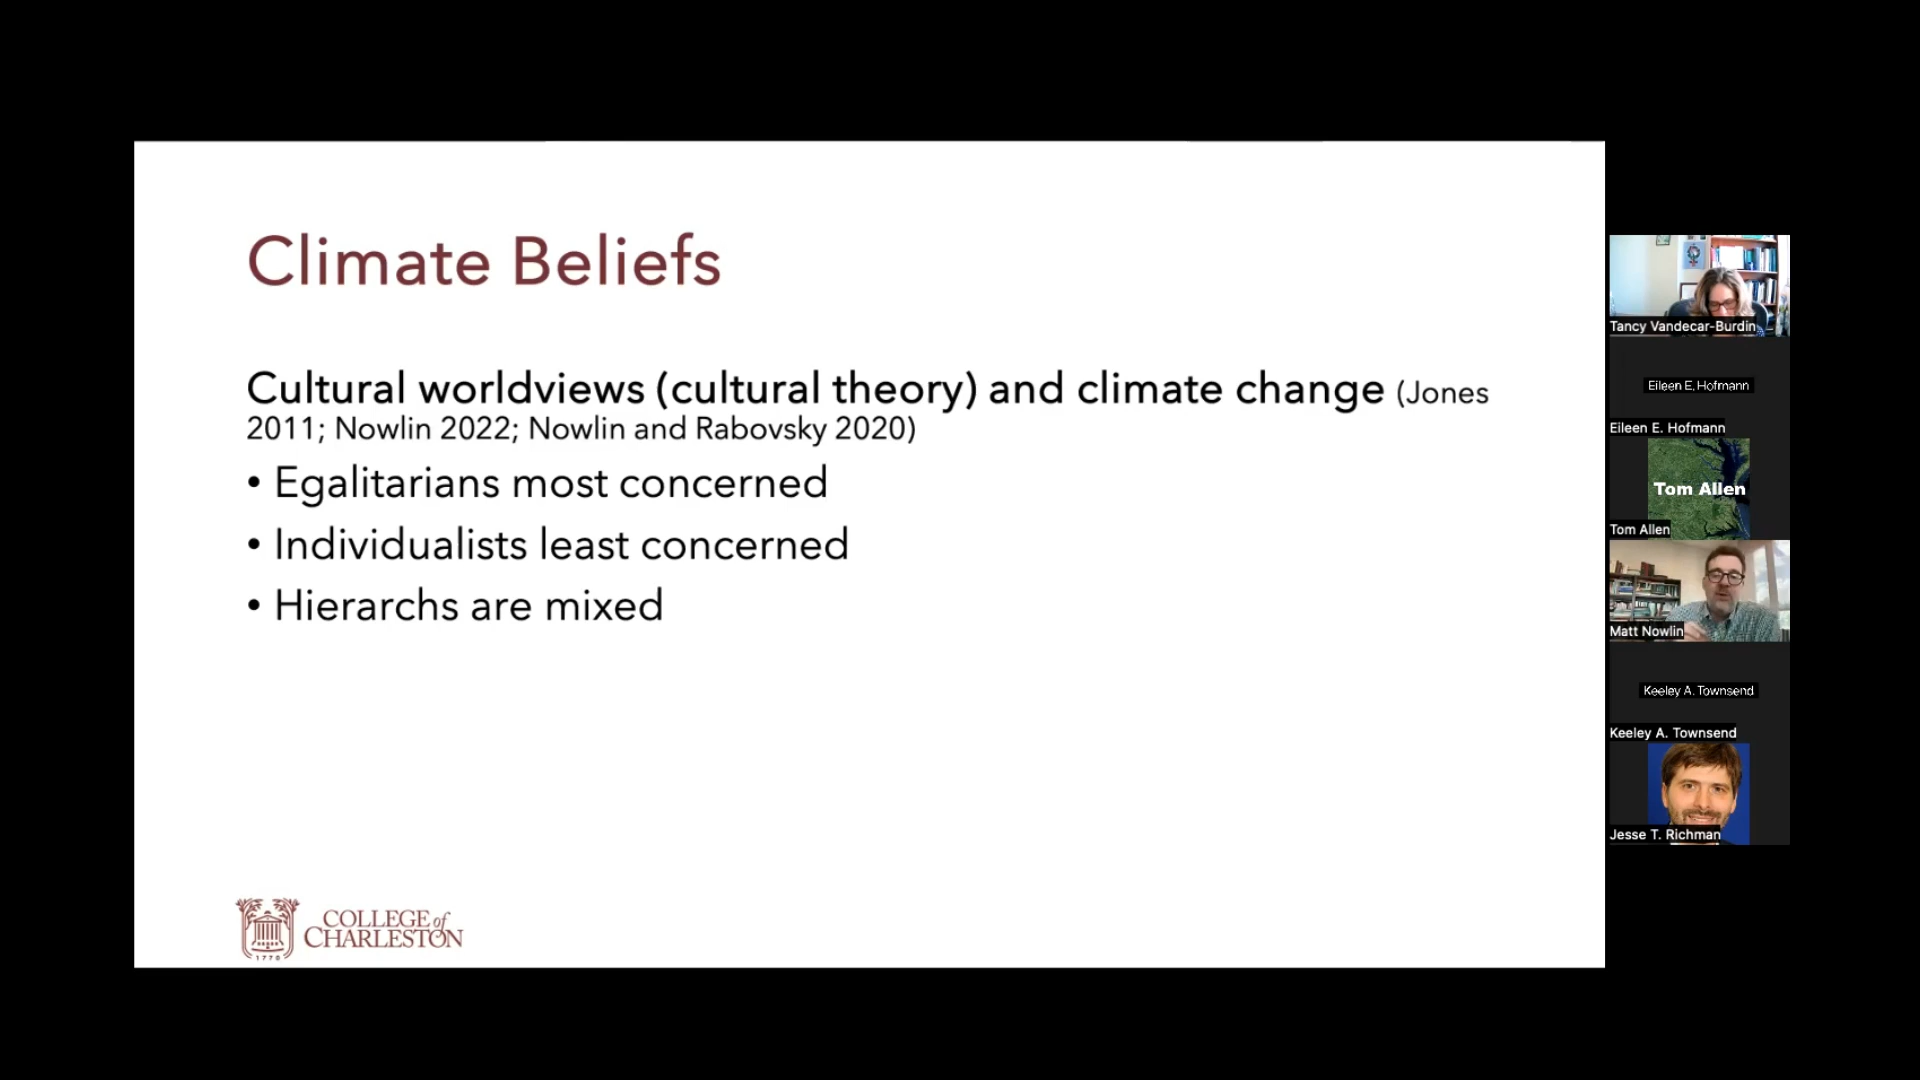 Climate Beliefs
Cultural worldviews (cultural theory) and climate change (Jones
2011; Nowlin 2022; Nowlin and Rabovsky 2020)
• Egalitarians most concerned
• Individualists least concerned
• Hierarchs are mixed
COLLEGE of
CHARLESTON
1770
Tancy Vandecar-Burdin
Eileen E. Hofmann
Eileen E. Hofmann
Tom Allen
Tom Allen
Matt Nowlin
Keeley A. Townsend
Keeley A. Townsend
Jesse T. Richman